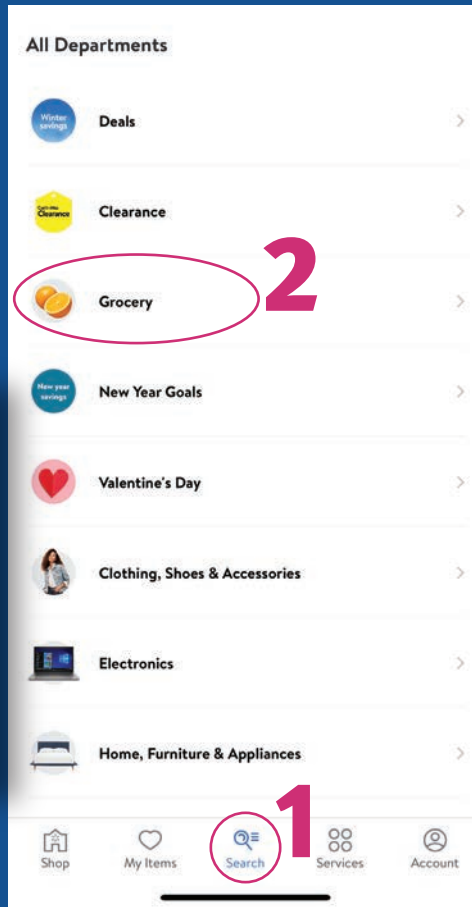 All Departments
Winter
savings
Deals
Clearance
Clearance
2
Grocery
New year
savings
New Year Goals
Valentine's Day
Clothing, Shoes & Accessories
Electronics
Home, Furniture & Appliances
1
Shop
My Items
Search
Services
Account